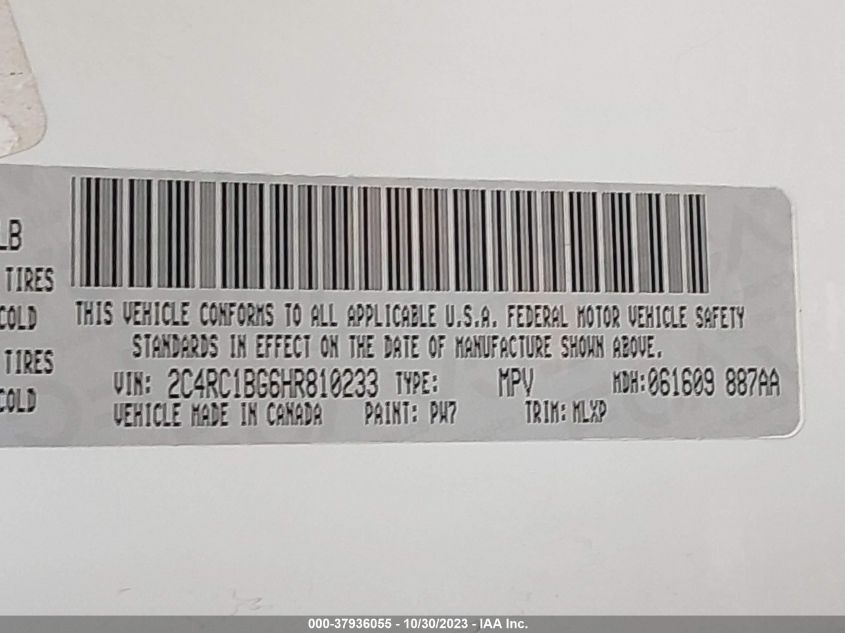 LB
TIRES
COLD
TIRES
COLD
THIS VEHICLE CONFORMS TO ALL APPLICABLE U.S.A. FEDERAL MOTOR VEHICLE SAFETY
STANDARDS IN EFFECT ON THE DATE OF MANUFACTURE SHOWN ABOVE.
VIN: 2C4RC1BG6HR810233 TYPE: MPV MDH:061609 887AA
VEHICLE MADE IN CANADA PAINT: PW7 TRIM: MLXP
000-37936055 - 10/30/2023 - IAA Inc.